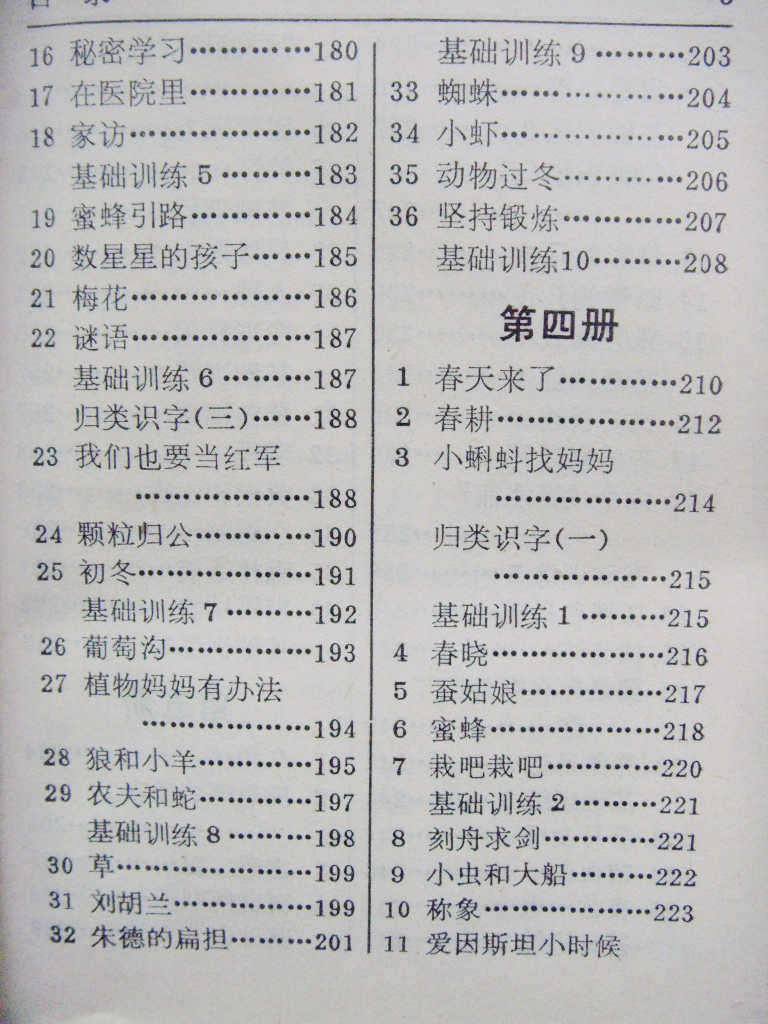 16 秘密学习…………180
17 在医院里…………181
18 家访………………182
基础训练5………183
19 蜜蜂引路…………184
20 数星星的孩子……185
21 梅花………………186
22 谜语………………187
基础训练6………187
归类识字(三)……188
23 我们也要当红军
………………188
24 颗粒归公…………190
25 初冬………………191
基础训练7………192
26 葡萄沟……………193
27 植物妈妈有办法
………………194
28 狼和小羊…………195
29 农夫和蛇…………197
基础训练8………198
30 草…………………199
31 刘胡兰……………199
32 朱德的扁担………201
基础训练9………203
33 蜘蛛………………204
34 小虾………………205
35 动物过冬…………206
36 坚持锻炼…………207
基础训练10………208
第四册
1 春天来了…………210
2 春耕………………212
3 小蝌蚪找妈妈
………………214
归类识字(一)
………………215
基础训练1………215
4 春晓………………216
5 蚕姑娘……………217
6 蜜蜂………………218
7 栽吧栽吧…………220
基础训练2………221
8 刻舟求剑…………221
9 小虫和大船………222
10 称象………………223
11 爱因斯坦小时候